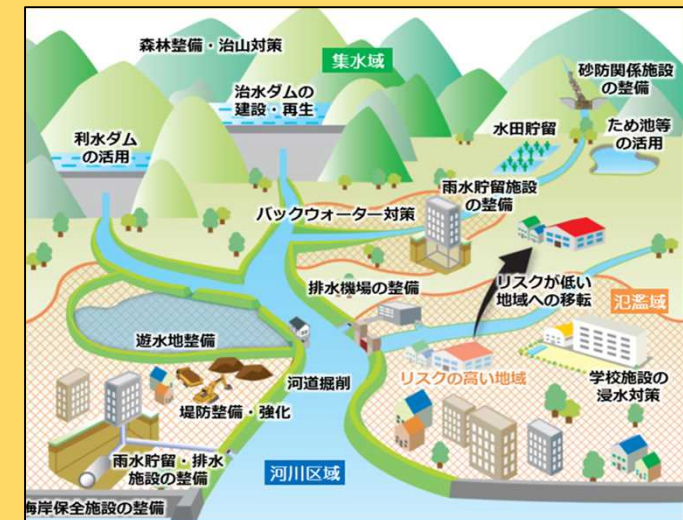 森林整備・治山対策
集水域
砂防関係施設
の整備
治水ダムの
建設・再生
利水ダム
の活用
水田貯留
ため池等
の活用
雨水貯留施設
の整備
バックウォーター対策
排水機場の整備
リスクが低い
地域への移転
氾濫域
遊水地整備
リスクの高い地域
学校施設の
浸水対策
河道掘削
堤防整備・強化
雨水貯留・排水
施設の整備
河川区域
海岸保全施設の整備